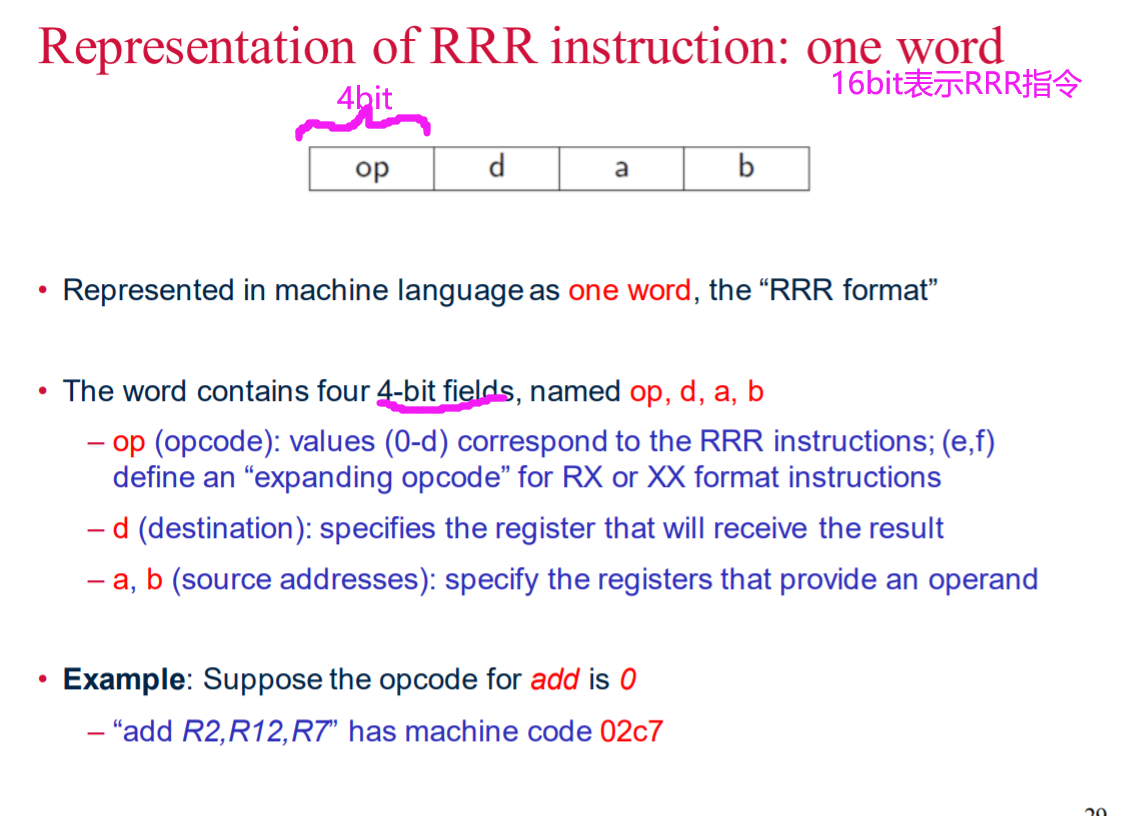 Representation of RRR instruction: one word
16bit表示RRR指令
4bit
op d a b
• Represented in machine language as one word, the “RRR format”
• The word contains four 4-bit fields, named op, d, a, b
– op (opcode): values (0-d) correspond to the RRR instructions; (e,f)
define an “expanding opcode” for RX or XX format instructions
– d (destination): specifies the register that will receive the result
– a, b (source addresses): specify the registers that provide an operand
• Example: Suppose the opcode for add is 0
– “add R2,R12,R7” has machine code 02c7